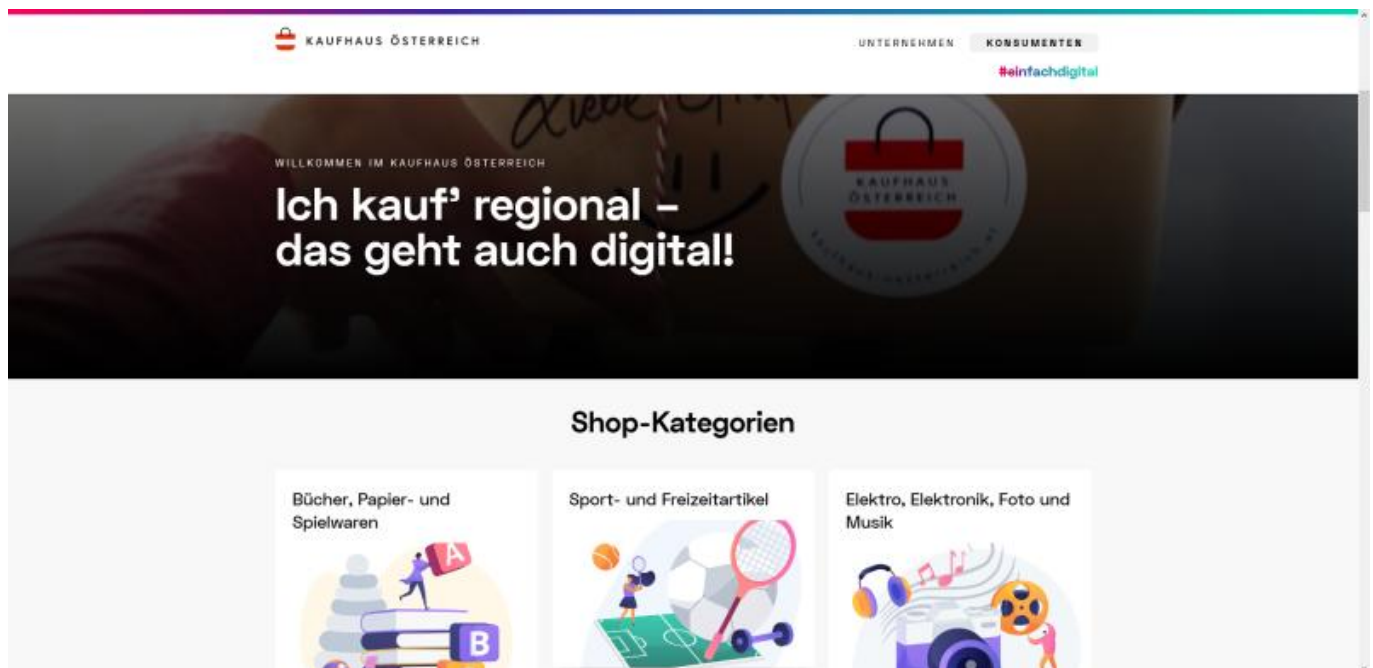 KAUFHAUS ÖSTERREICH
UNTERNEHMEN KONSUMENTEN
#einfachdigital
Liebe
KAUFHAUS
ÖSTERREICH
WILLKOMMEN IM KAUFHAUS ÖSTERREICH
Ich kauf’ regional –
das geht auch digital!
Shop-Kategorien
Bücher, Papier- und
Spielwaren
Sport- und Freizeitartikel
Elektro, Elektronik, Foto und
Musik
A
B